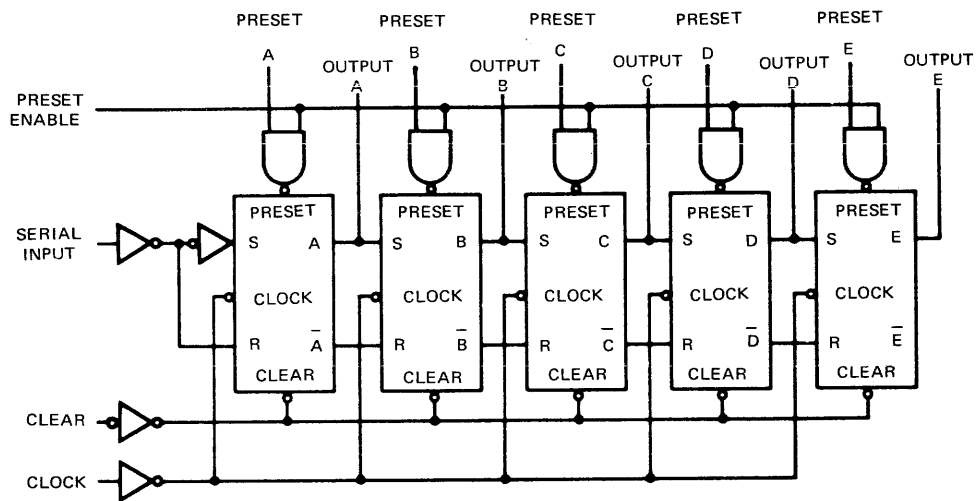 PRESET PRESET PRESET PRESET PRESET
A OUTPUT A B OUTPUT B C OUTPUT C D OUTPUT D E OUTPUT E
PRESET
ENABLE
PRESET PRESET PRESET PRESET PRESET
SERIAL
INPUT
S A S B S C S D S E
CLOCK CLOCK CLOCK CLOCK CLOCK
R A̅ R B̅ R C̅ R D̅ R E̅
CLEAR CLEAR CLEAR CLEAR CLEAR
CLEAR
CLOCK